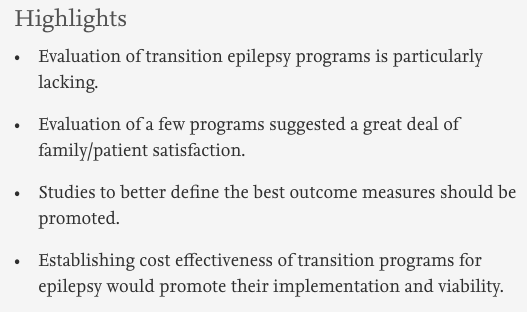 Highlights
• Evaluation of transition epilepsy programs is particularly
lacking.
• Evaluation of a few programs suggested a great deal of
family/patient satisfaction.
• Studies to better define the best outcome measures should be
promoted.
• Establishing cost effectiveness of transition programs for
epilepsy would promote their implementation and viability.